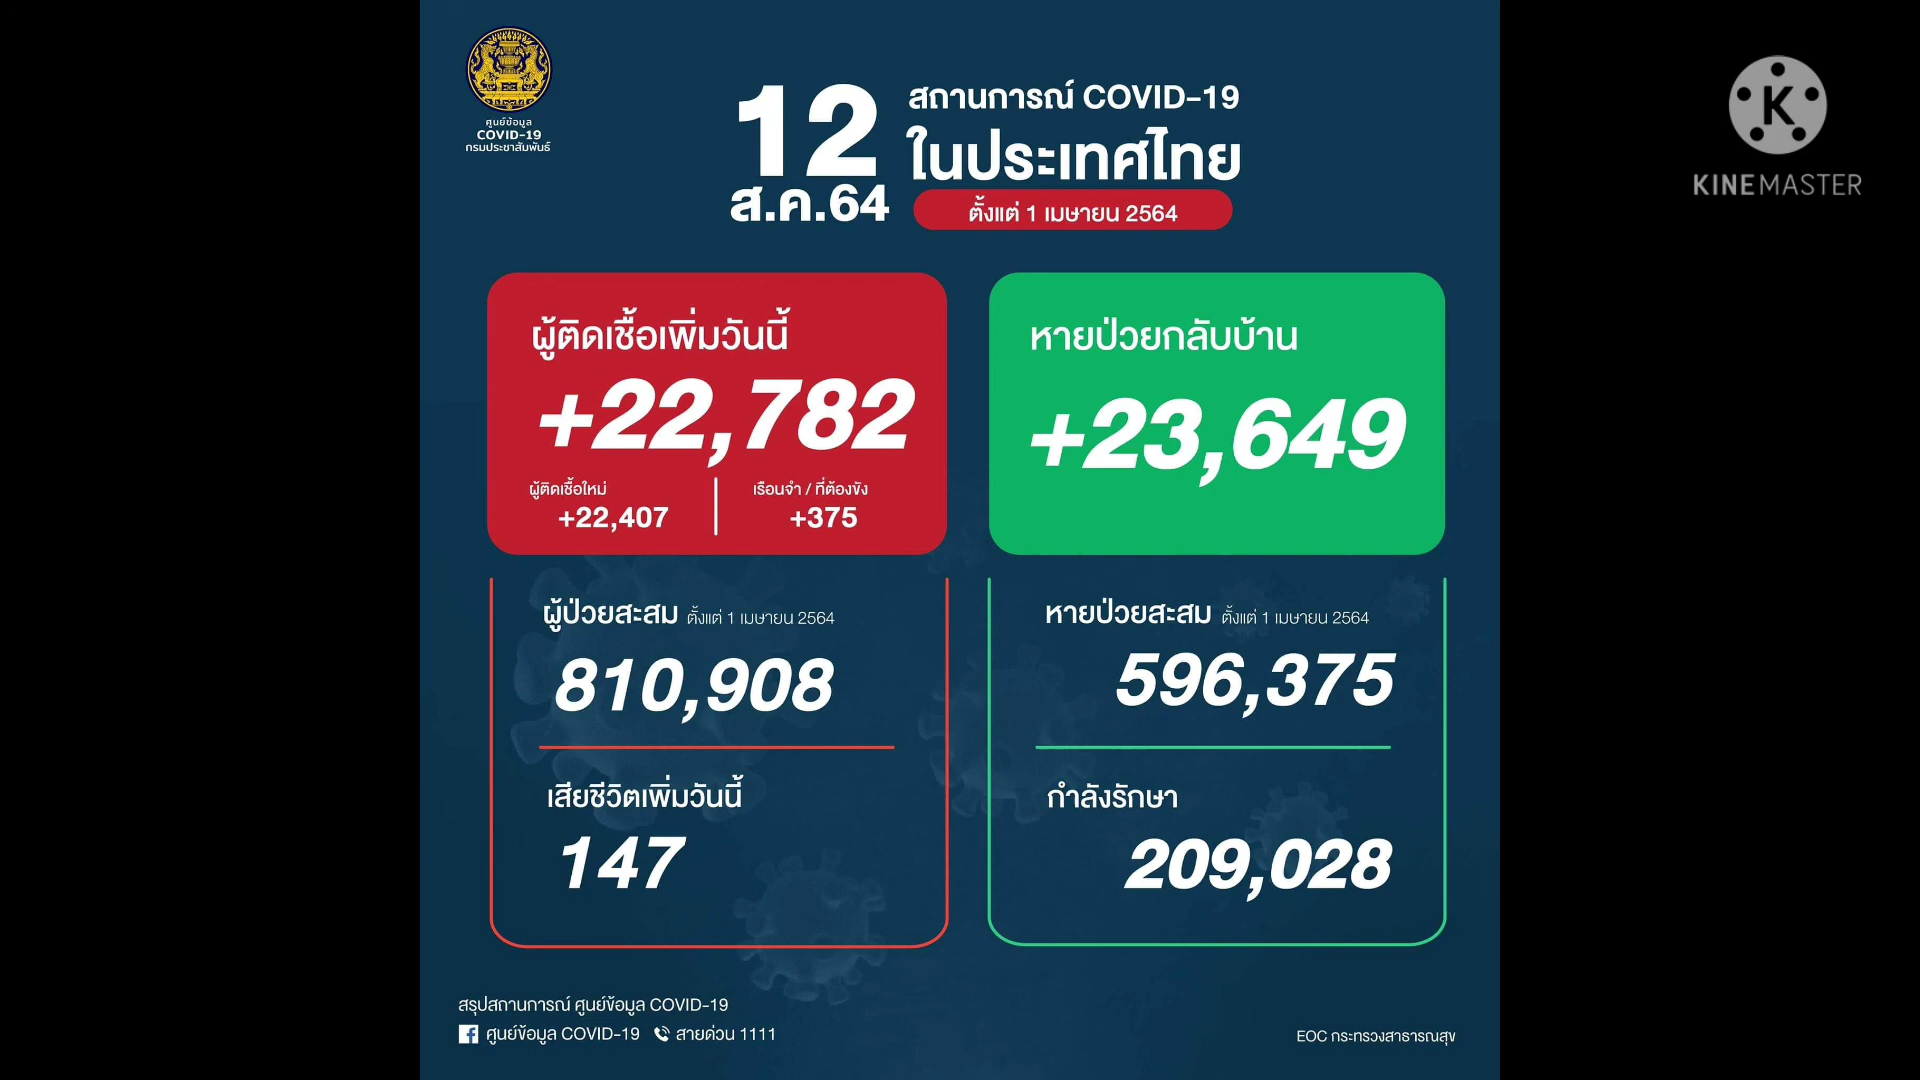 ศูนย์ข้อมูล
COVID-19
กรมประชาสัมพันธ์
12
ส.ค.64
สถานการณ์ COVID-19
ในประเทศไทย
ตั้งแต่ 1 เมษายน 2564
KINEMASTER
ผู้ติดเชื้อเพิ่มวันนี้
+22,782
ผู้ติดเชื้อใหม่
+22,407
เรือนจำ / ที่ต้องขัง
+375
หายป่วยกลับบ้าน
+23,649
ผู้ป่วยสะสม ตั้งแต่ 1 เมษายน 2564
810,908
เสียชีวิตเพิ่มวันนี้
147
หายป่วยสะสม ตั้งแต่ 1 เมษายน 2564
596,375
กำลังรักษา
209,028
สรุปสถานการณ์ ศูนย์ข้อมูล COVID-19
ศูนย์ข้อมูล COVID-19 สายด่วน 1111
EOC กระทรวงสาธารณสุข